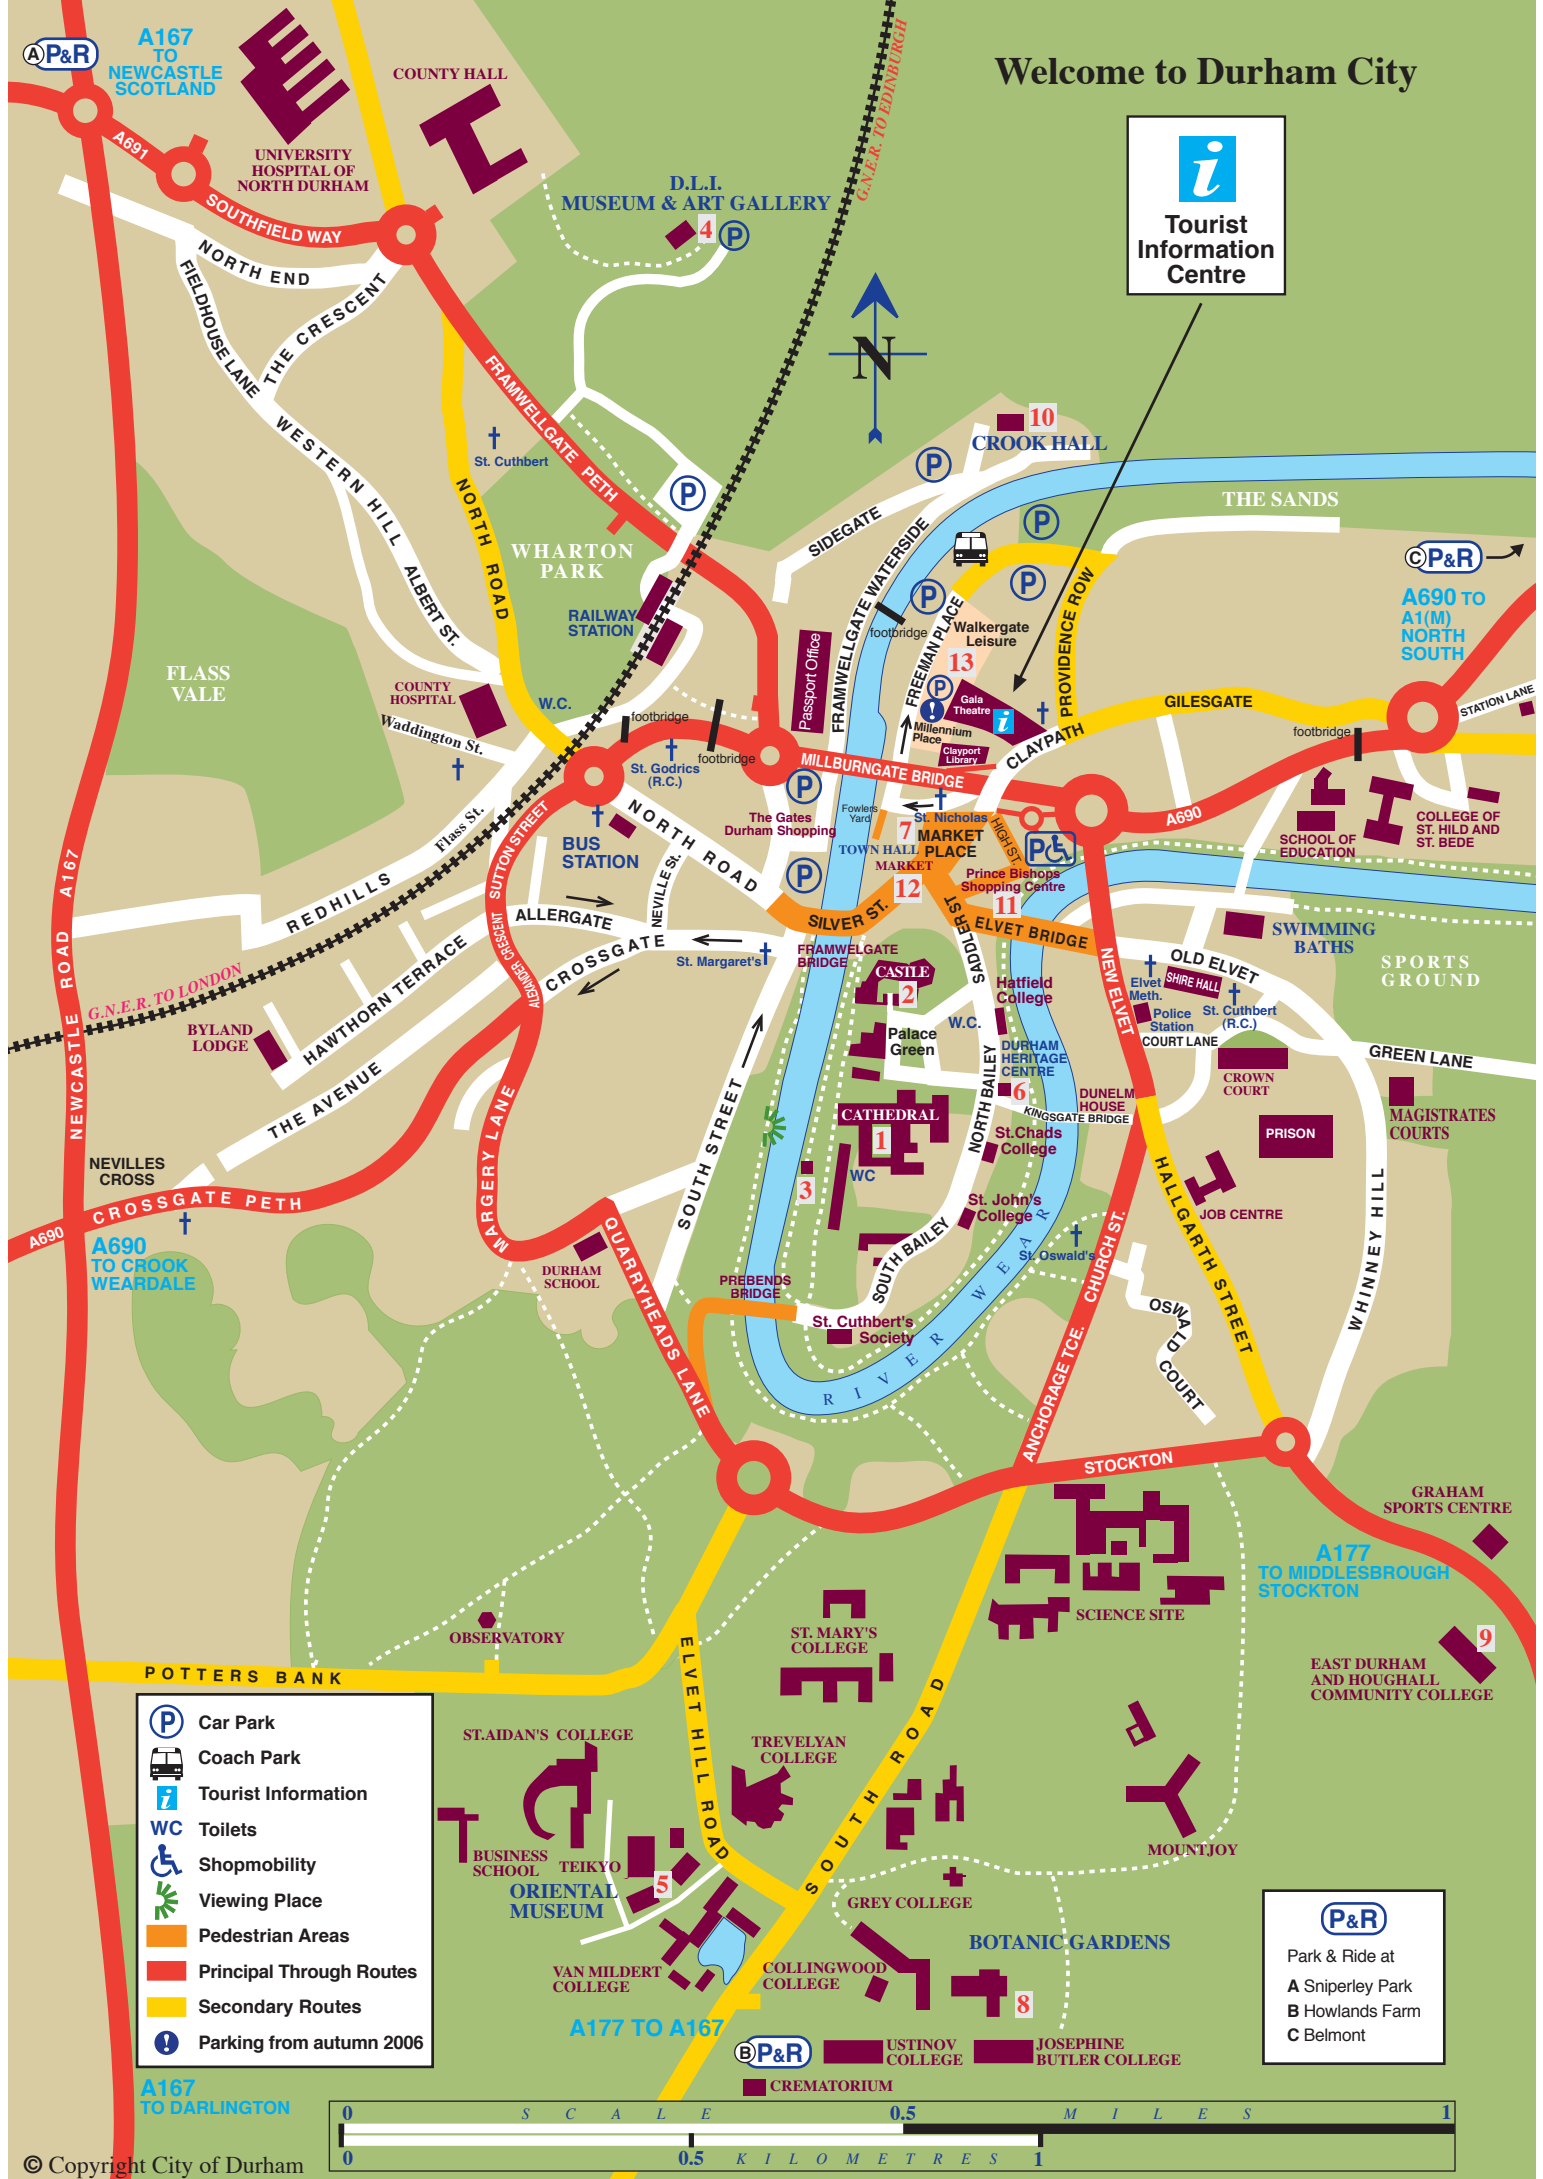 Welcome to Durham City
i
Tourist
Information
Centre
A P&R
A167
TO
NEWCASTLE
SCOTLAND
COUNTY HALL
UNIVERSITY
HOSPITAL OF
NORTH DURHAM
A691
SOUTHFIELD WAY
NORTH END
FIELDHOUSE LANE
THE CRESCENT
WESTERN HILL
ALBERT ST.
D.L.I.
MUSEUM & ART GALLERY
4 P
G.N.E.R. TO EDINBURGH
N
FRAMWELLGATE PETH
St. Cuthbert
NORTH ROAD
P
WHARTON
PARK
RAILWAY
STATION
10
CROOK HALL
P
SIDEGATE
FRAMWELLGATE WATERSIDE
P
THE SANDS
C P&R
A690 TO
A1(M)
NORTH
SOUTH
P
P
footbridge
FREEMAN PLACE
Walkergate
Leisure
13
PROVIDENCE ROW
Passport Office
P
Gala
Theatre
i
Millennium
Place
Clayport
Library
CLAYPATH
GILESGATE
STATION LANE
footbridge
FLASS
VALE
COUNTY
HOSPITAL
W.C.
Waddington St.
footbridge
footbridge
St. Godrics
(R.C.)
MILLBURNGATE BRIDGE
P
The Gates
Durham Shopping
Fowlers
Yard
St. Nicholas
7
MARKET
PLACE
TOWN HALL
MARKET
12
HIGH ST.
P
Prince Bishops
Shopping Centre
11
A690
SCHOOL OF
EDUCATION
COLLEGE OF
ST. HILD AND
ST. BEDE
Flass St.
SUTTON STREET
BUS
STATION
NORTH ROAD
NEVILLE St.
P
SILVER ST.
REDHILLS
ALLERGATE
ALEXANDER CRESCENT
CROSSGATE
St. Margaret's
FRAMWELGATE
BRIDGE
SADDLER ST
ELVET BRIDGE
NEW ELVET
OLD ELVET
SWIMMING
BATHS
SPORTS
GROUND
A167
NEWCASTLE ROAD
G.N.E.R. TO LONDON
HAWTHORN TERRACE
BYLAND
LODGE
THE AVENUE
CASTLE
2
Hatfield
College
W.C.
Palace
Green
DURHAM
HERITAGE
CENTRE
6
Elvet
Meth.
SHIRE HALL
Police
Station
St. Cuthbert
(R.C.)
COURT LANE
GREEN LANE
CROWN
COURT
MAGISTRATES
COURTS
PRISON
DUNELM
HOUSE
KINGSGATE BRIDGE
CATHEDRAL
1
NORTH BAILEY
St.Chads
College
WC
3
SOUTH STREET
St. John's
College
SOUTH BAILEY
St. Oswald's
JOB CENTRE
HALLGARTH STREET
WHINNEY HILL
OSWALD COURT
CHURCH ST.
ANCHORAGE TCE.
RIVER WEAR
PREBENDS
BRIDGE
St. Cuthbert's
Society
NEVILLES
CROSS
CROSSGATE PETH
A690
A690
TO CROOK
WEARDALE
MARGERY LANE
DURHAM
SCHOOL
QUARRYHEADS LANE
STOCKTON
GRAHAM
SPORTS CENTRE
A177
TO MIDDLESBROUGH
STOCKTON
SCIENCE SITE
9
EAST DURHAM
AND HOUGHALL
COMMUNITY COLLEGE
OBSERVATORY
POTTERS BANK
ELVET HILL ROAD
ST. MARY'S
COLLEGE
SOUTH ROAD
ST.AIDAN'S COLLEGE
TREVELYAN
COLLEGE
BUSINESS
SCHOOL
TEIKYO
5
ORIENTAL
MUSEUM
MOUNTJOY
GREY COLLEGE
BOTANIC GARDENS
VAN MILDERT
COLLEGE
COLLINGWOOD
COLLEGE
8
A177 TO A167
B P&R
USTINOV
COLLEGE
JOSEPHINE
BUTLER COLLEGE
CREMATORIUM
P Car Park
Coach Park
i Tourist Information
WC Toilets
Shopmobility
Viewing Place
Pedestrian Areas
Principal Through Routes
Secondary Routes
! Parking from autumn 2006
P&R
Park & Ride at
A Sniperley Park
B Howlands Farm
C Belmont
A167
TO DARLINGTON
0 SCALE 0.5 MILES 1
0 0.5 KILOMETRES 1
© Copyright City of Durham